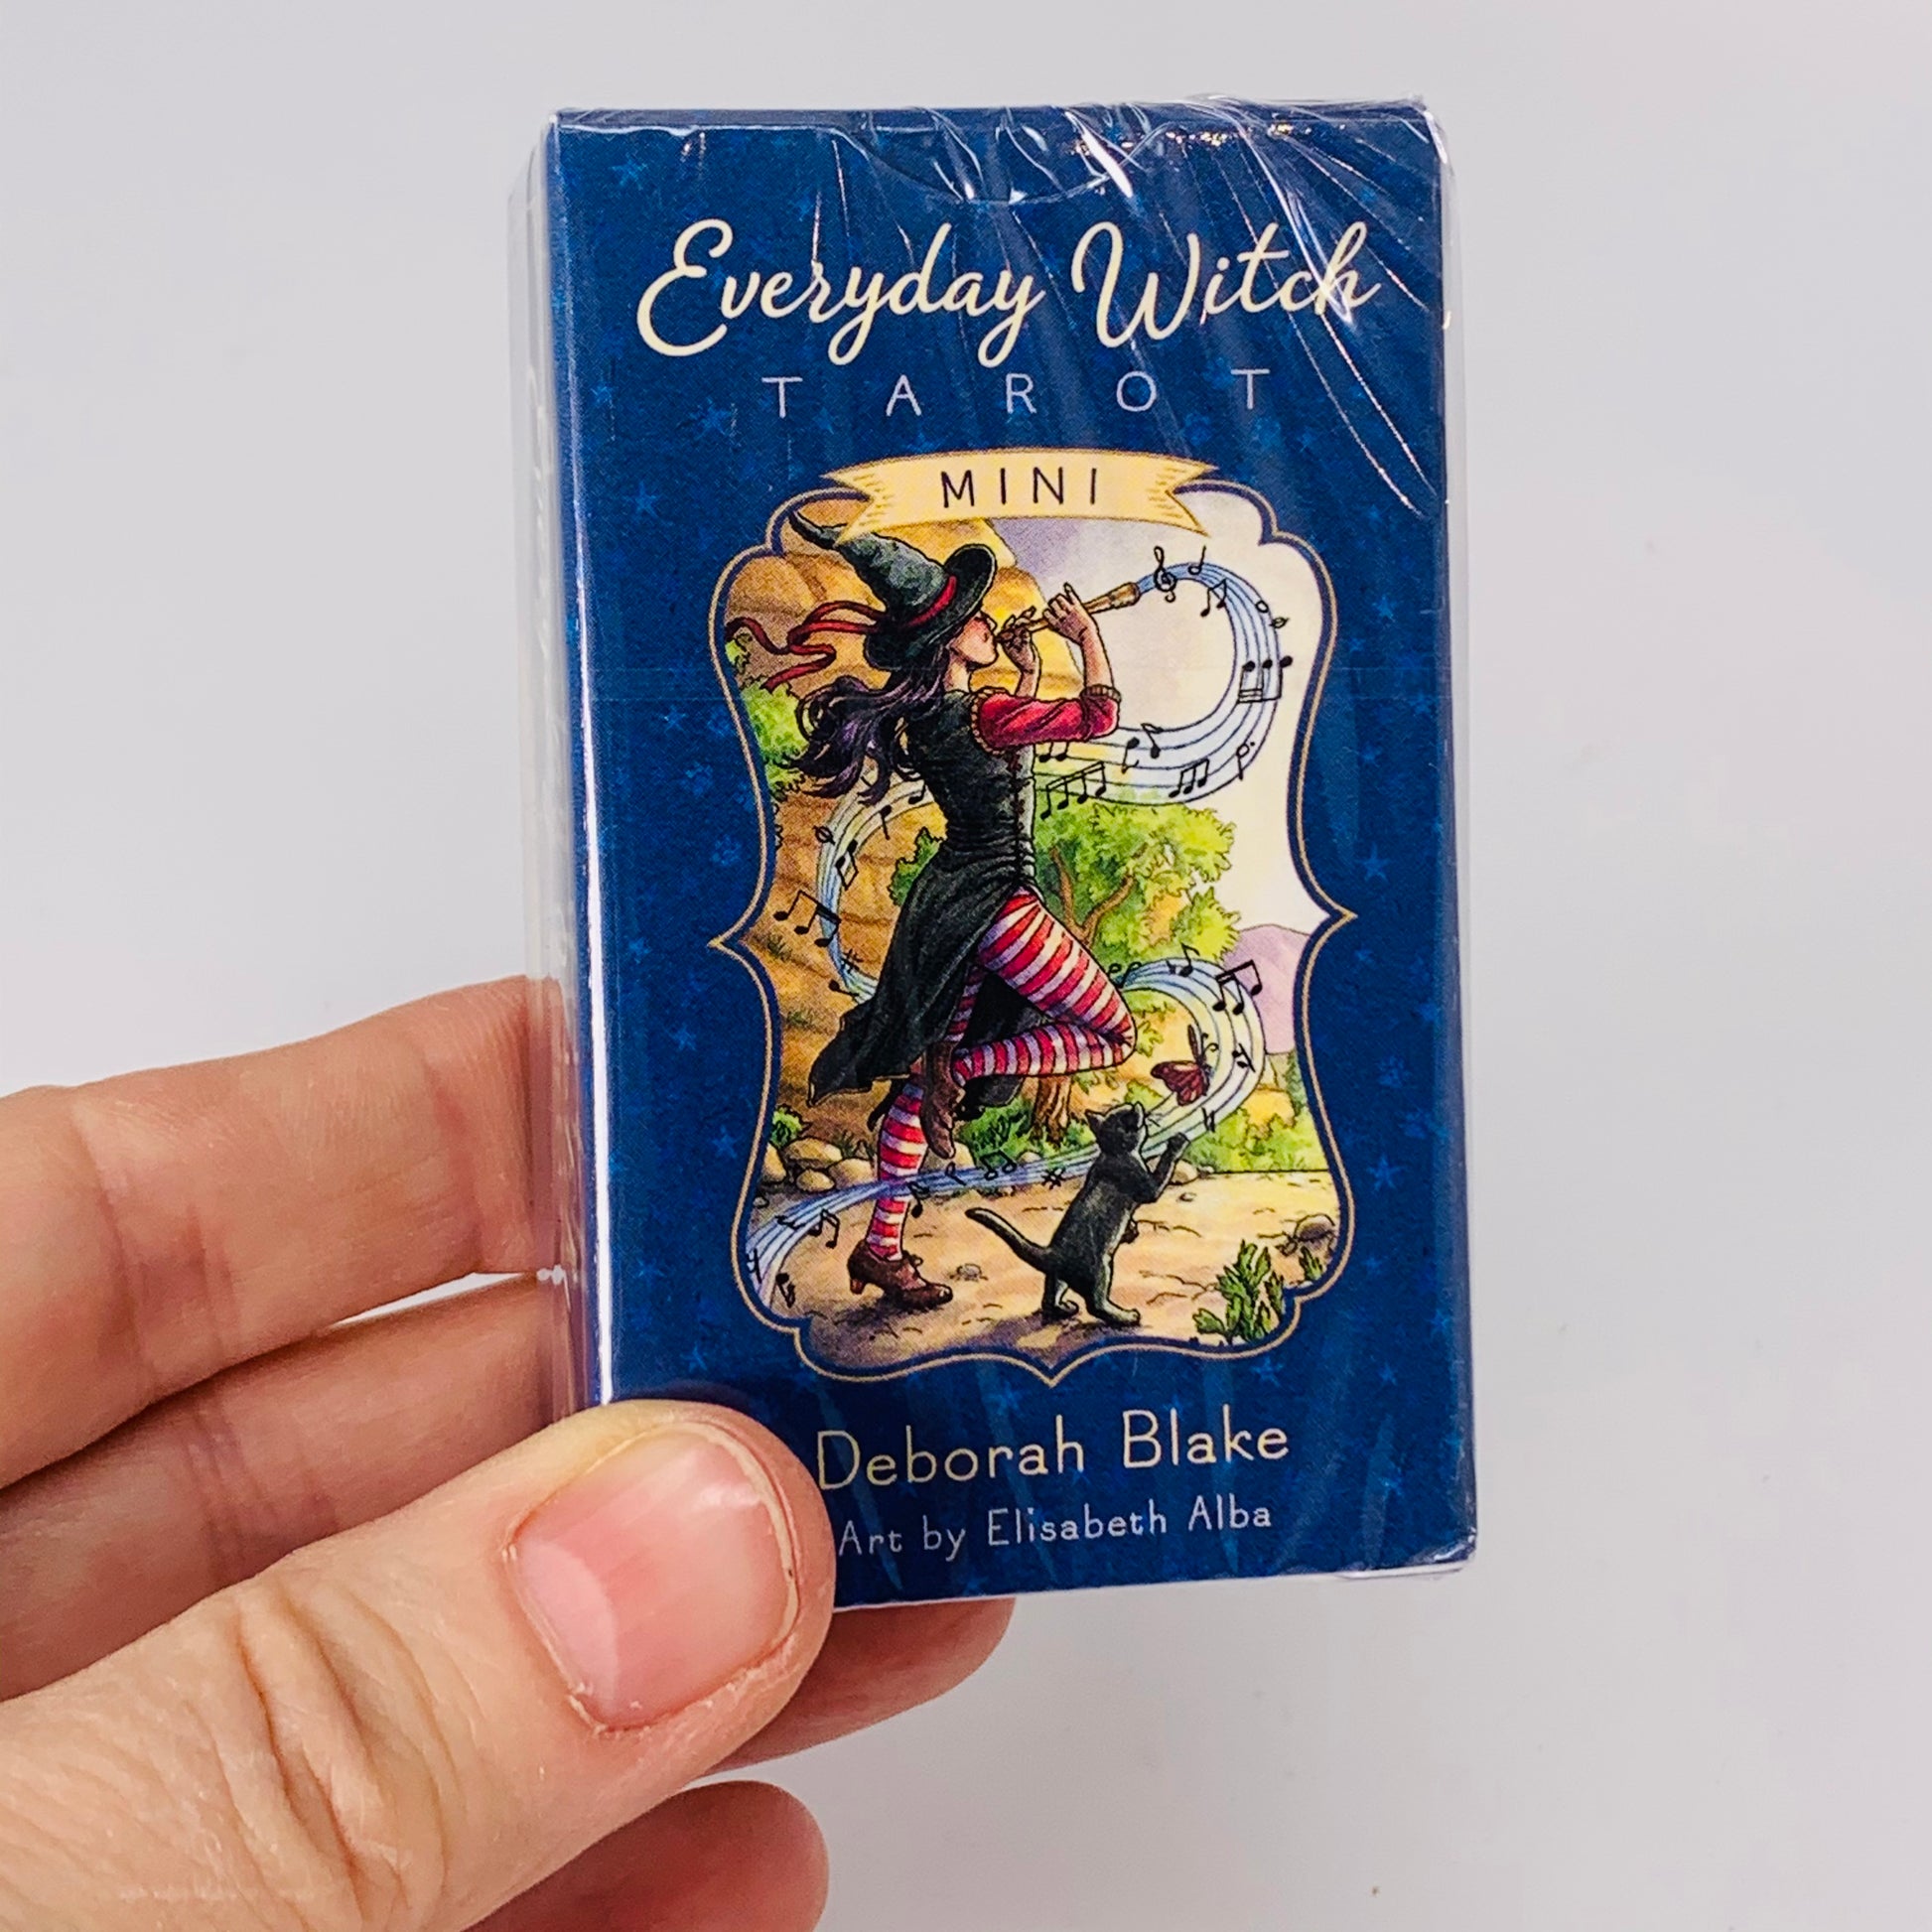 Everyday Witch
TAROT
MINI
Deborah Blake
Art by Elisabeth Alba